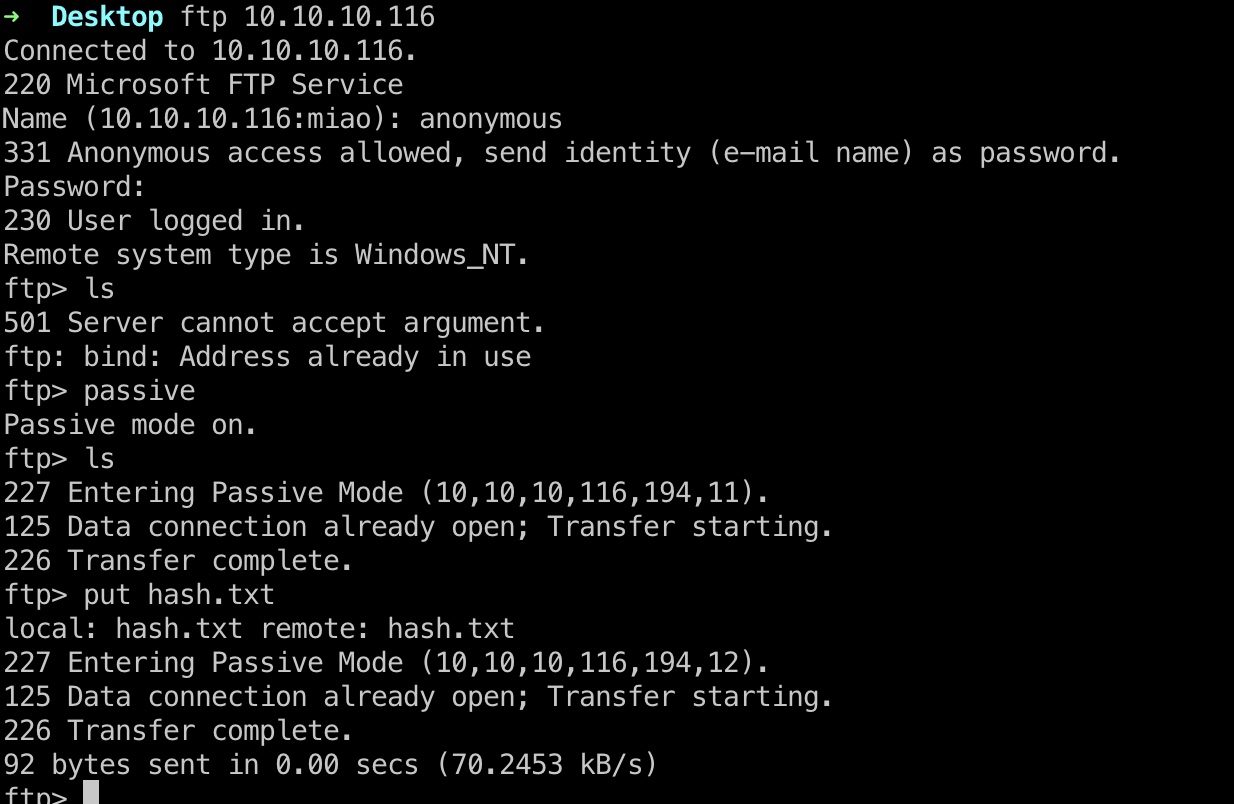 → Desktop ftp 10.10.10.116
Connected to 10.10.10.116.
220 Microsoft FTP Service
Name (10.10.10.116:miao): anonymous
331 Anonymous access allowed, send identity (e-mail name) as password.
Password:
230 User logged in.
Remote system type is Windows_NT.
ftp> ls
501 Server cannot accept argument.
ftp: bind: Address already in use
ftp> passive
Passive mode on.
ftp> ls
227 Entering Passive Mode (10,10,10,116,194,11).
125 Data connection already open; Transfer starting.
226 Transfer complete.
ftp> put hash.txt
local: hash.txt remote: hash.txt
227 Entering Passive Mode (10,10,10,116,194,12).
125 Data connection already open; Transfer starting.
226 Transfer complete.
92 bytes sent in 0.00 secs (70.2453 kB/s)
ftp>